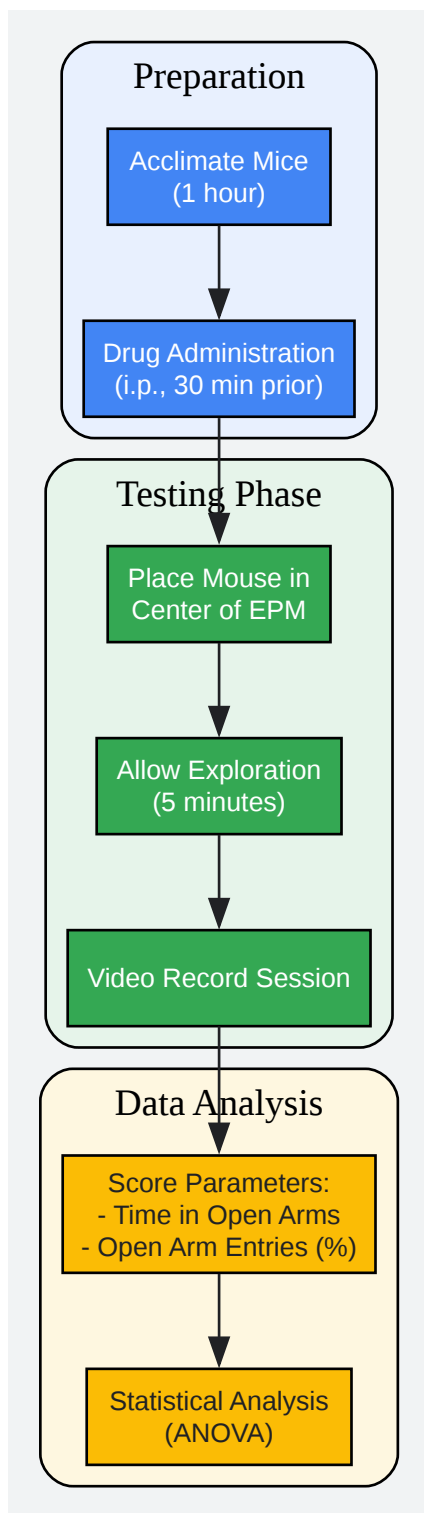 Preparation
Acclimate Mice
(1 hour)
Drug Administration
(i.p., 30 min prior)
Testing Phase
Place Mouse in
Center of EPM
Allow Exploration
(5 minutes)
Video Record Session
Data Analysis
Score Parameters:
- Time in Open Arms
- Open Arm Entries (%)
Statistical Analysis
(ANOVA)